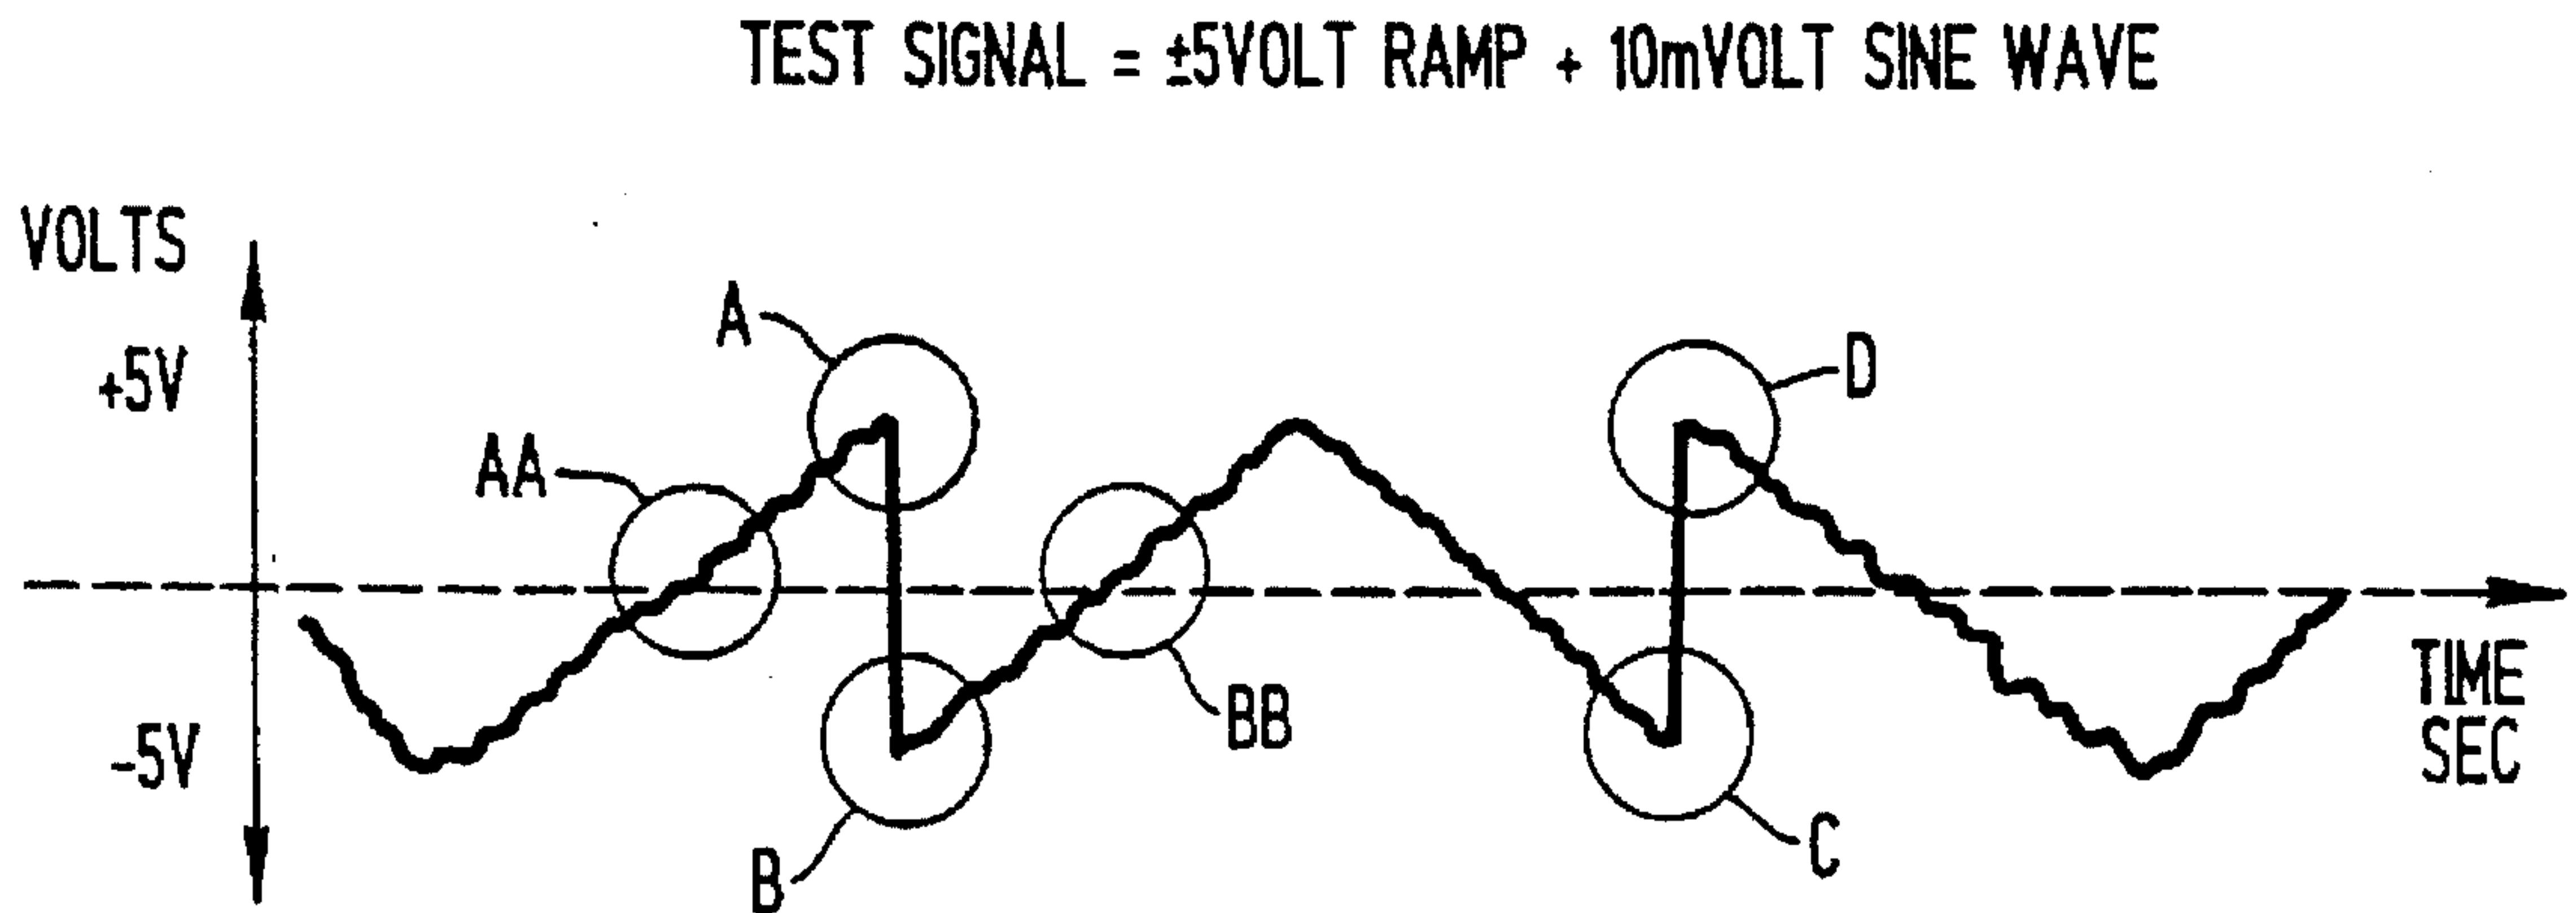 TEST SIGNAL = ±5VOLT RAMP + 10mVOLT SINE WAVE
VOLTS
+5V
-5V
A
AA
B
BB
C
D
TIME
SEC